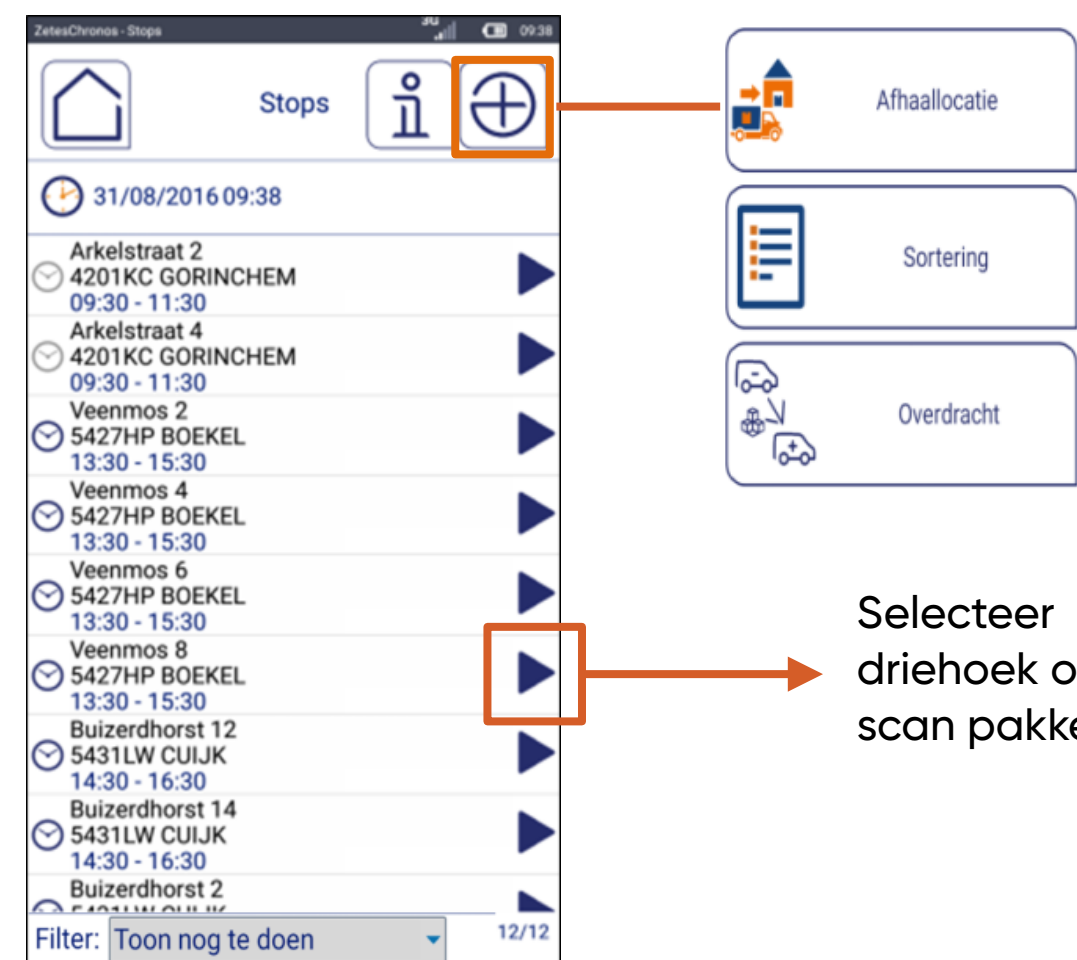 ZetesChronos - Stops
3G
09:38
Stops
31/08/2016 09:38
Arkelstraat 2
4201KC GORINCHEM
09:30 - 11:30
Arkelstraat 4
4201KC GORINCHEM
09:30 - 11:30
Veenmos 2
5427HP BOEKEL
13:30 - 15:30
Veenmos 4
5427HP BOEKEL
13:30 - 15:30
Veenmos 6
5427HP BOEKEL
13:30 - 15:30
Veenmos 8
5427HP BOEKEL
13:30 - 15:30
Buizerdhorst 12
5431LW CUIJK
14:30 - 16:30
Buizerdhorst 14
5431LW CUIJK
14:30 - 16:30
Buizerdhorst 2
Filter: Toon nog te doen
12/12
Afhaallocatie
Sortering
Overdracht
Selecteer
driehoek
scan